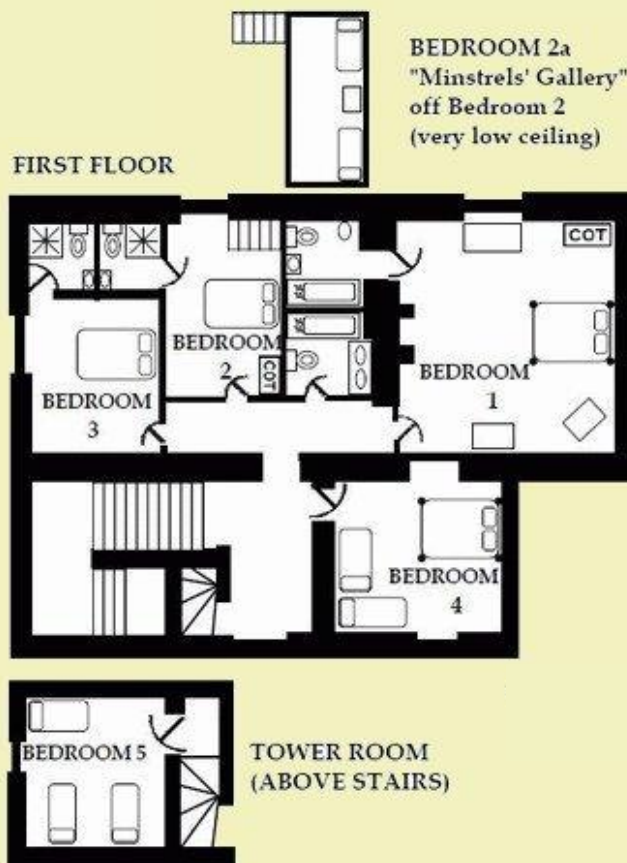 BEDROOM 2a
"Minstrels' Gallery"
off Bedroom 2
(very low ceiling)
FIRST FLOOR
COT
BEDROOM
2
COT
BEDROOM
1
BEDROOM
3
BEDROOM
4
BEDROOM 5
TOWER ROOM
(ABOVE STAIRS)